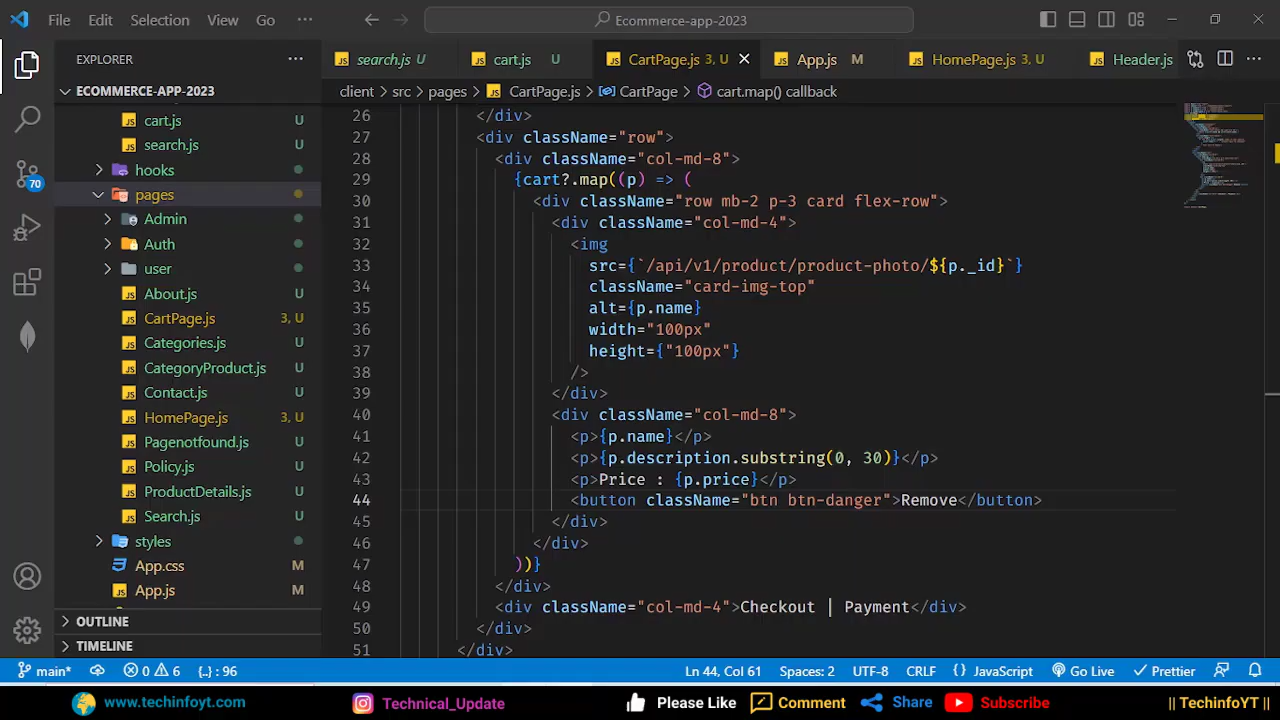 File Edit Selection View Go Ecommerce-app-2023
EXPLORER
search.js U cart.js U CartPage.js 3, U App.js M HomePage.js 3, U Header.js
ECOMMERCE-APP-2023
client > src > pages > CartPage.js > CartPage > cart.map() callback
cart.js U
search.js U
hooks
pages
Admin
Auth
user
About.js U
CartPage.js 3, U
Categories.js U
CategoryProduct.js U
Contact.js U
HomePage.js 3, U
Pagenotfound.js U
Policy.js U
ProductDetails.js U
Search.js U
styles
App.css M
App.js M
OUTLINE
TIMELINE
70
26 </div>
27 <div className="row">
28 <div className="col-md-8">
29 {cart?.map((p) => (
30 <div className="row mb-2 p-3 card flex-row">
31 <div className="col-md-4">
32 <img
33 src={`/api/v1/product/product-photo/${p._id}`}
34 className="card-img-top"
35 alt={p.name}
36 width="100px"
37 height={"100px"}
38 />
39 </div>
40 <div className="col-md-8">
41 <p>{p.name}</p>
42 <p>{p.description.substring(0, 30)}</p>
43 <p>Price : {p.price}</p>
44 <button className="btn btn-danger">Remove</button>
45 </div>
46 </div>
47 ))}
48 </div>
49 <div className="col-md-4">Checkout | Payment</div>
50 </div>
51 </div>
main* 0 6 {..} : 96 Ln 44, Col 61 Spaces: 2 UTF-8 CRLF {} JavaScript Go Live Prettier
www.techinfoyt.com Technical_Update Please Like Comment Share Subscribe || TechinfoYT ||